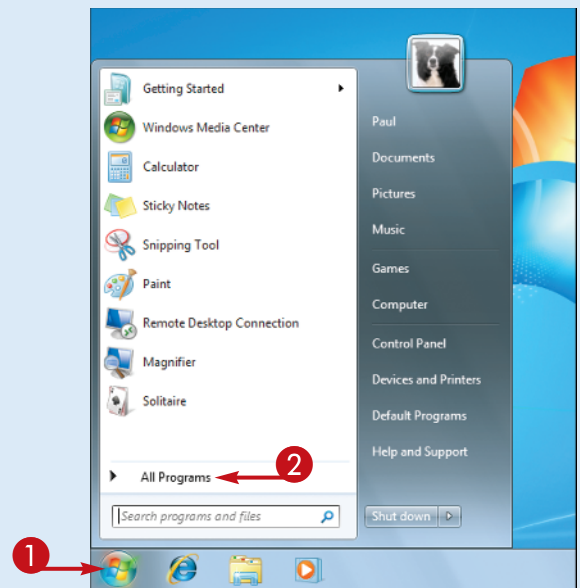 Getting Started
Windows Media Center
Calculator
Sticky Notes
Snipping Tool
Paint
Remote Desktop Connection
Magnifier
Solitaire
All Programs
2
Search programs and files
Paul
Documents
Pictures
Music
Games
Computer
Control Panel
Devices and Printers
Default Programs
Help and Support
Shut down
1